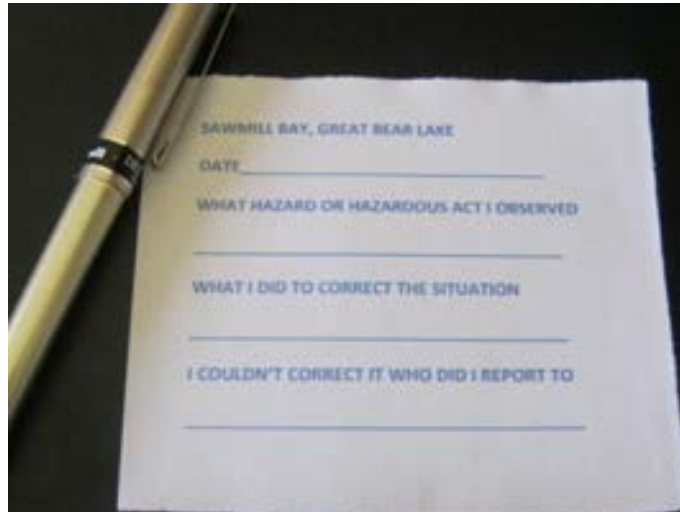 SAWMILL BAY, GREAT BEAR LAKE
DATE
WHAT HAZARD OR HAZARDOUS ACT I OBSERVED
WHAT I DID TO CORRECT THE SITUATION
I COULDN'T CORRECT IT WHO DID I REPORT TO